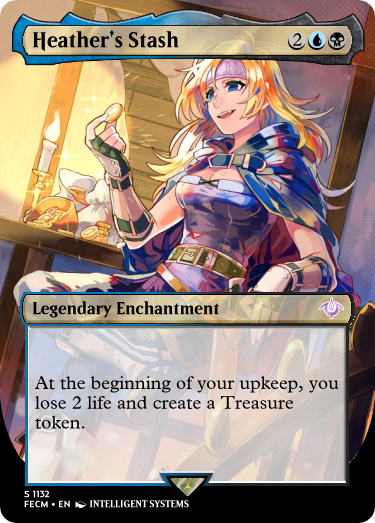 Heather's Stash 2
Legendary Enchantment
At the beginning of your upkeep, you
lose 2 life and create a Treasure
token.
S 1132
FECM • EN INTELLIGENT SYSTEMS